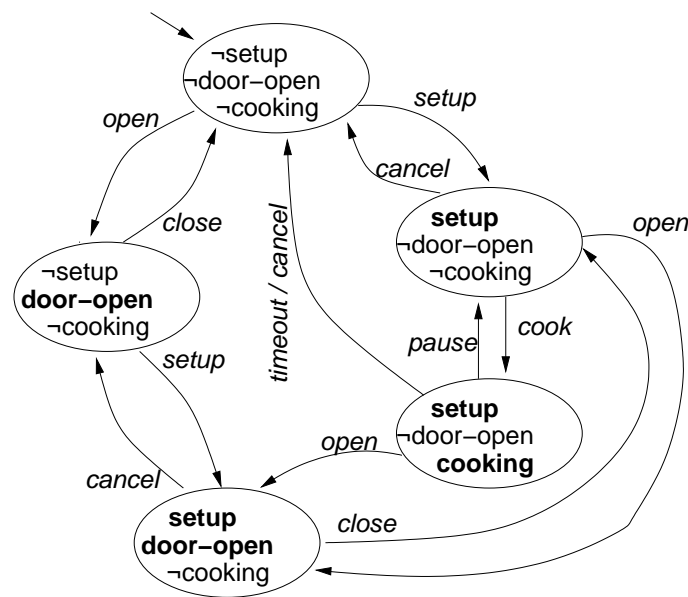 ¬setup
¬door–open
¬cooking
open
setup
cancel
close
setup
¬door–open
¬cooking
open
¬setup
door–open
¬cooking
timeout / cancel
pause
cook
setup
setup
¬door–open
cooking
open
cancel
setup
door–open
¬cooking
close